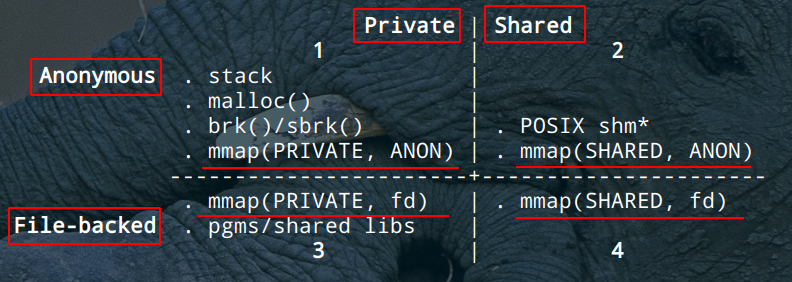 Private | Shared
1 | 2
Anonymous . stack |
. malloc() |
. brk()/sbrk() | . POSIX shm*
. mmap(PRIVATE, ANON) | . mmap(SHARED, ANON)
-----------------------+----------------------
. mmap(PRIVATE, fd) | . mmap(SHARED, fd)
File-backed . pgms/shared libs |
3 | 4